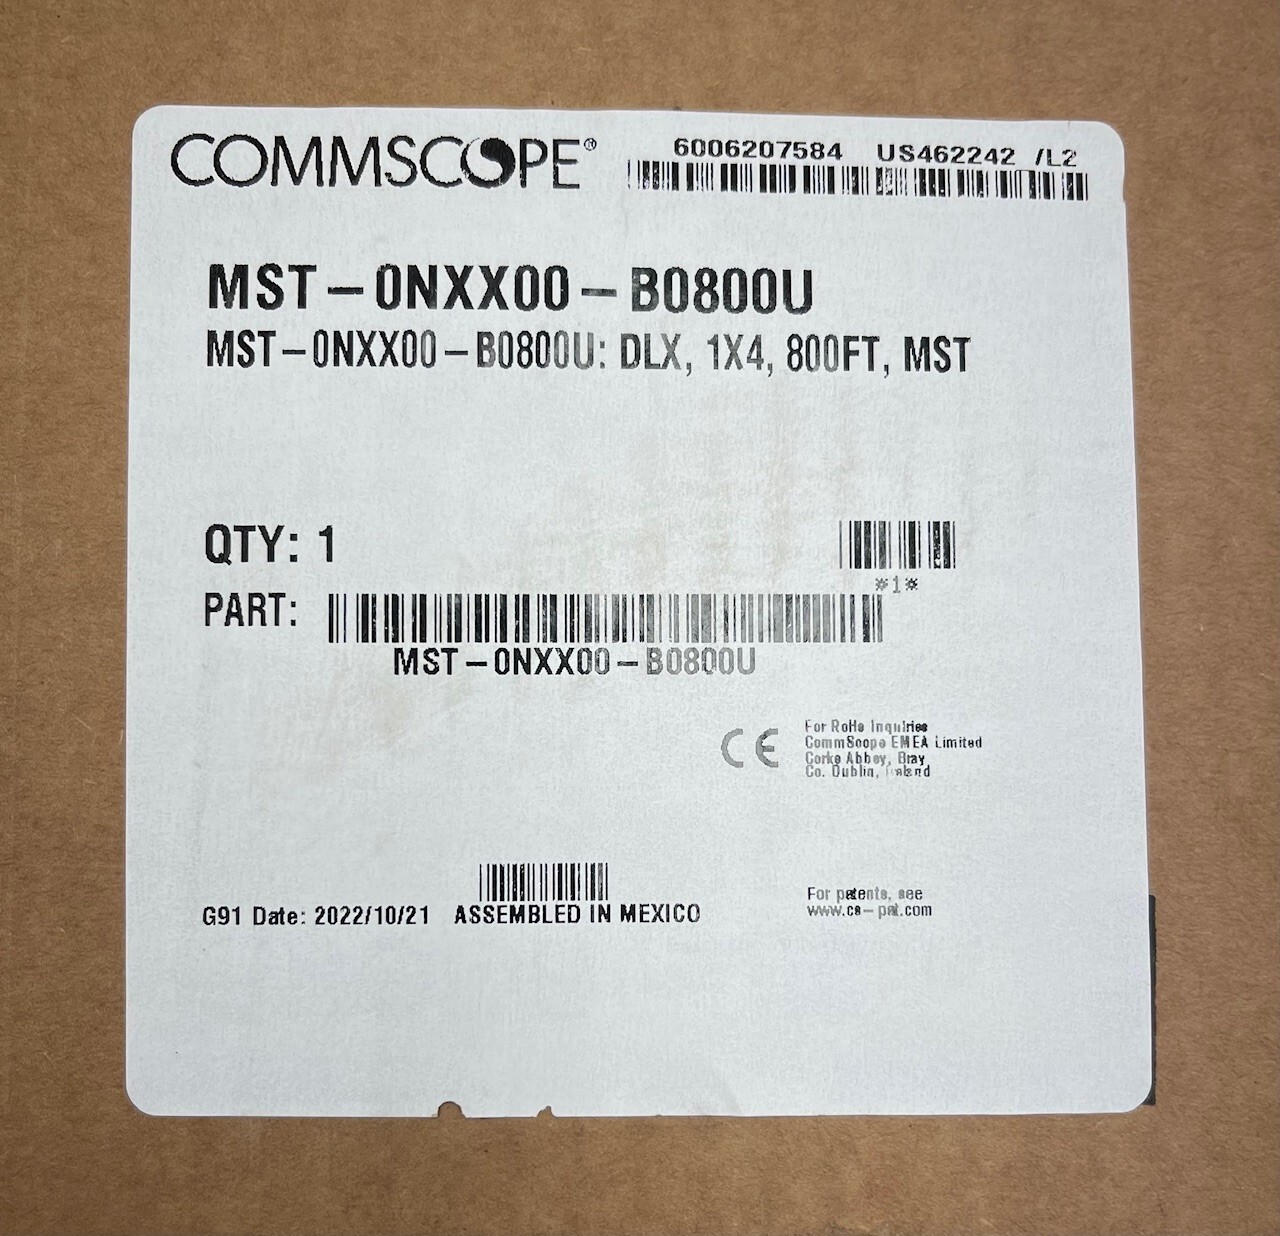 COMMSCOPE®
6006207584 US462242 /L2
MST-0NXX00-B0800U
MST-0NXX00-B0800U: DLX, 1X4, 800FT, MST
QTY: 1
*1*
PART:
MST-0NXX00-B0800U
CE
For RoHs Inquiries
CommScope EMEA Limited
Corke Abbey, Bray
Co. Dublin, Ireland
G91 Date: 2022/10/21 ASSEMBLED IN MEXICO
For patents, see
www.cs-pat.com